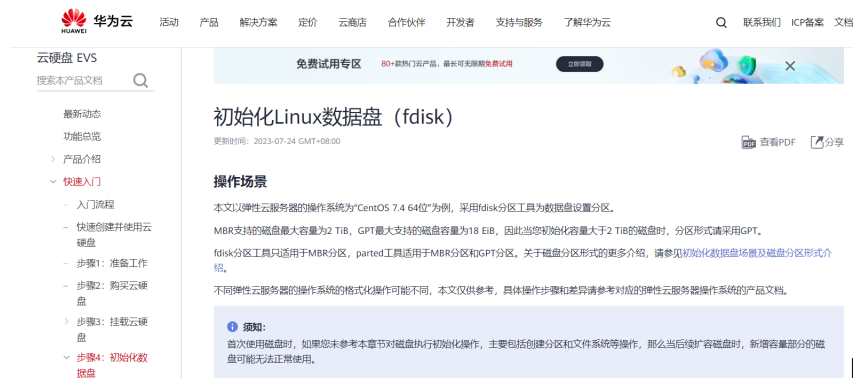 HUAWEI 华为云 活动 产品 解决方案 定价 云商店 合作伙伴 开发者 支持与服务 了解华为云 联系我们 ICP备案 文档
云硬盘 EVS
搜索本产品文档
最新动态
功能总览
产品介绍
快速入门
入门流程
快速创建并使用云
硬盘
步骤1：准备工作
步骤2：购买云硬
盘
步骤3：挂载云硬
盘
步骤4：初始化数
据盘
免费试用专区 80+款热门云产品，最长可无限期免费试用 立即领取
初始化Linux数据盘（fdisk）
更新时间：2023-07-24 GMT+08:00
PDF 查看PDF 分享
操作场景
本文以弹性云服务器的操作系统为“CentOS 7.4 64位”为例，采用fdisk分区工具为数据盘设置分区。
MBR支持的磁盘最大容量为2 TiB，GPT最大支持的磁盘容量为18 EiB，因此当您初始化容量大于2 TiB的磁盘时，分区形式请采用GPT。
fdisk分区工具只适用于MBR分区，parted工具适用于MBR分区和GPT分区。关于磁盘分区形式的更多介绍，请参见初始化数据盘场景及磁盘分区形式介
绍。
不同弹性云服务器的操作系统的格式化操作可能不同，本文仅供参考，具体操作步骤和差异请参考对应的弹性云服务器操作系统的产品文档。
须知：
首次使用磁盘时，如果您未参考本章节对磁盘执行初始化操作，主要包括创建分区和文件系统等操作，那么当后续扩容磁盘时，新增容量部分的磁
盘可能无法正常使用。